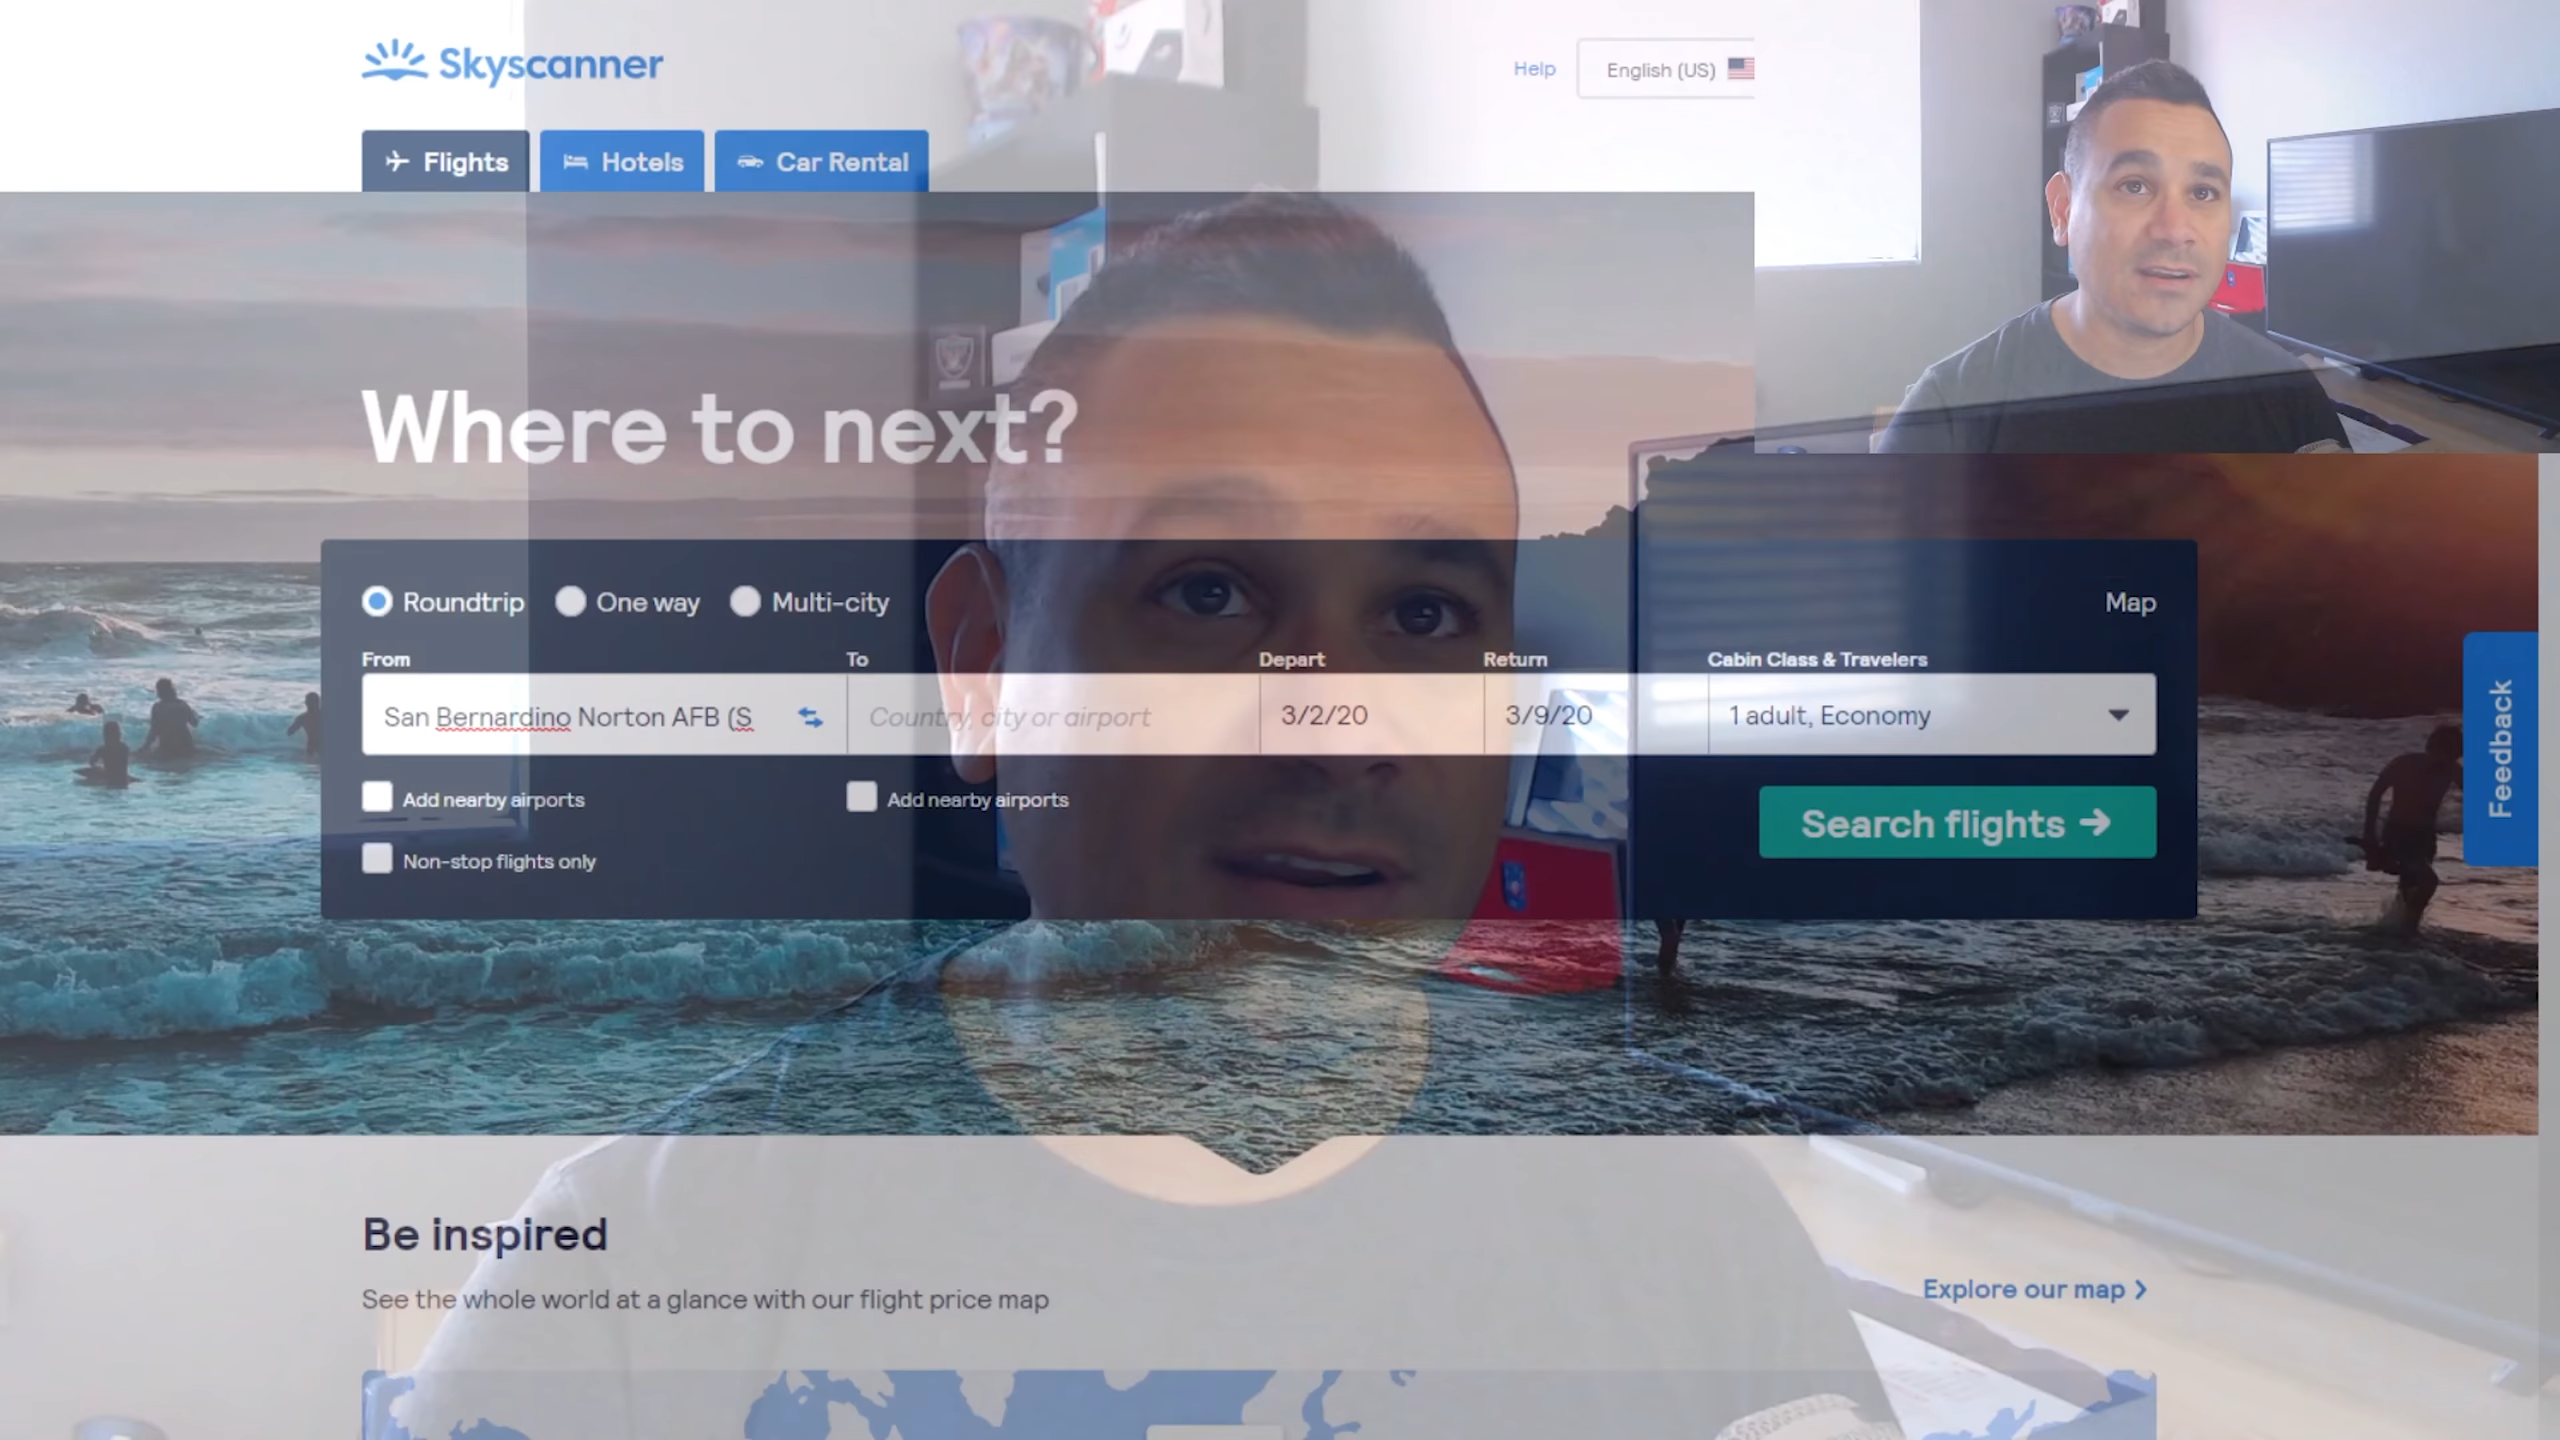 Skyscanner
Help
English (US)
Flights
Hotels
Car Rental
Where to next?
Roundtrip
One way
Multi-city
Map
From
To
Depart
Return
Cabin Class & Travelers
San Bernardino Norton AFB (S
Country, city or airport
3/2/20
3/9/20
1 adult, Economy
Add nearby airports
Add nearby airports
Non-stop flights only
Search flights
Feedback
Be inspired
See the whole world at a glance with our flight price map
Explore our map